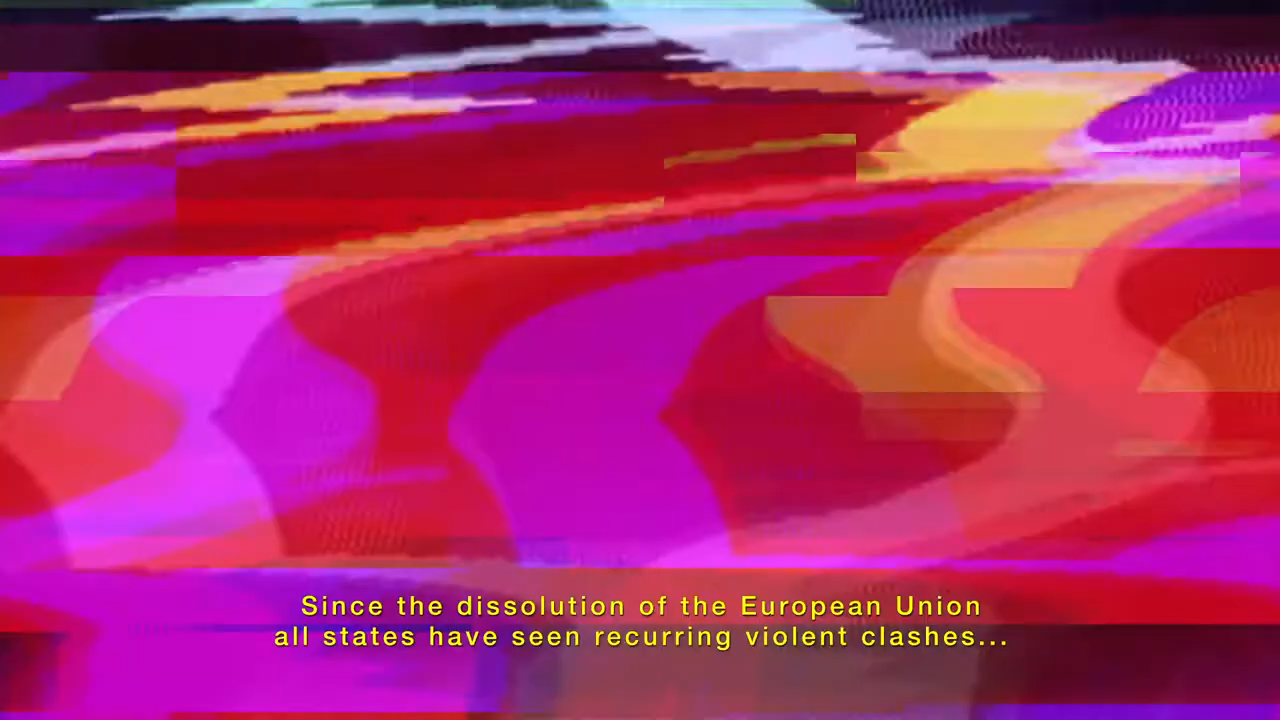 Since the dissolution of the European Union
all states have seen recurring violent clashes...